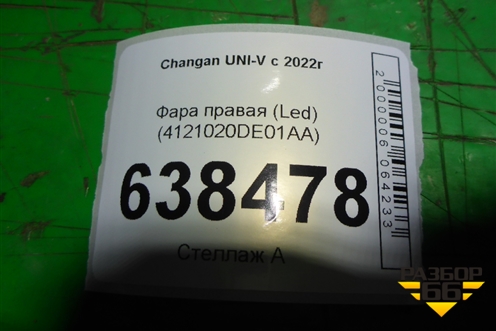 Changan UNI-V с 2022г
Фара правая (Led)
(4121020DE01AA)
638478
Стеллаж А
2000006064233
РАЗБОР
66